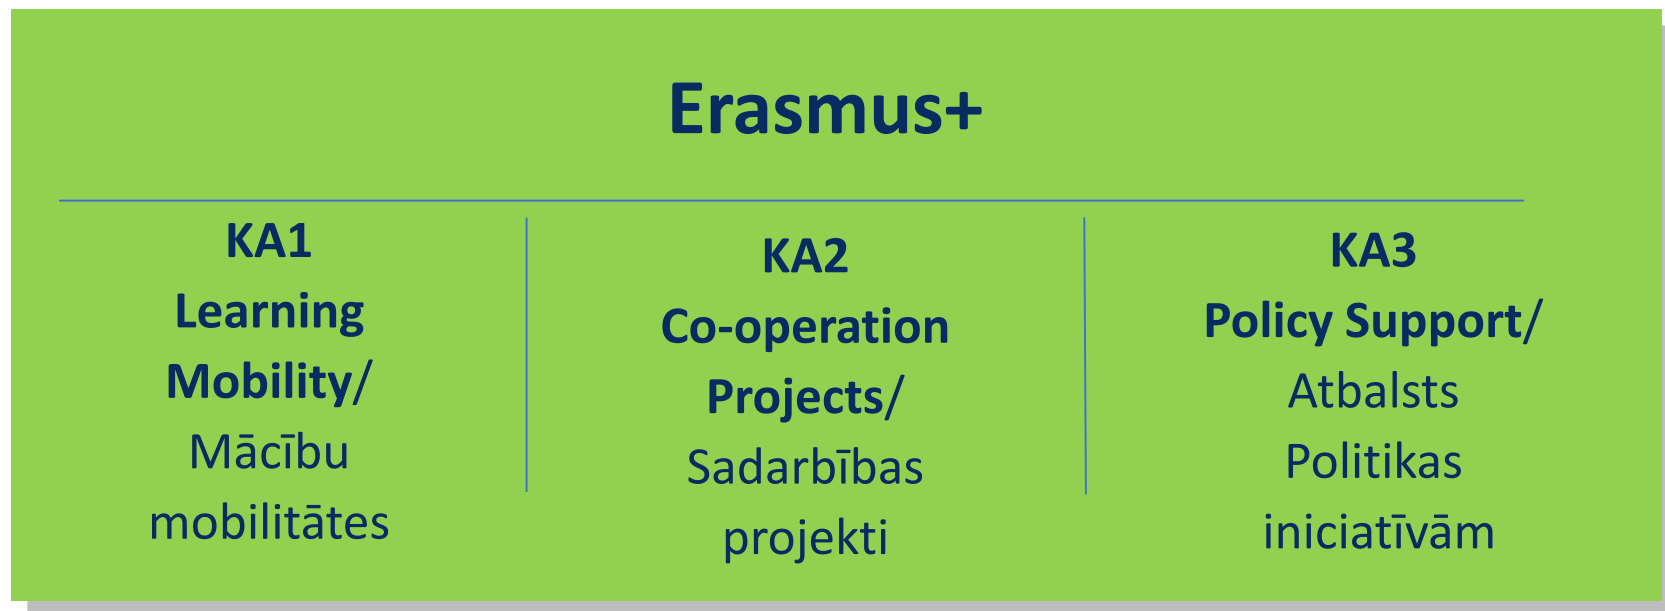 Erasmus+
KA1
Learning
Mobility/
Mācību
mobilitātes
KA2
Co-operation
Projects/
Sadarbības
projekti
KA3
Policy Support/
Atbalsts
Politikas
iniciatīvām